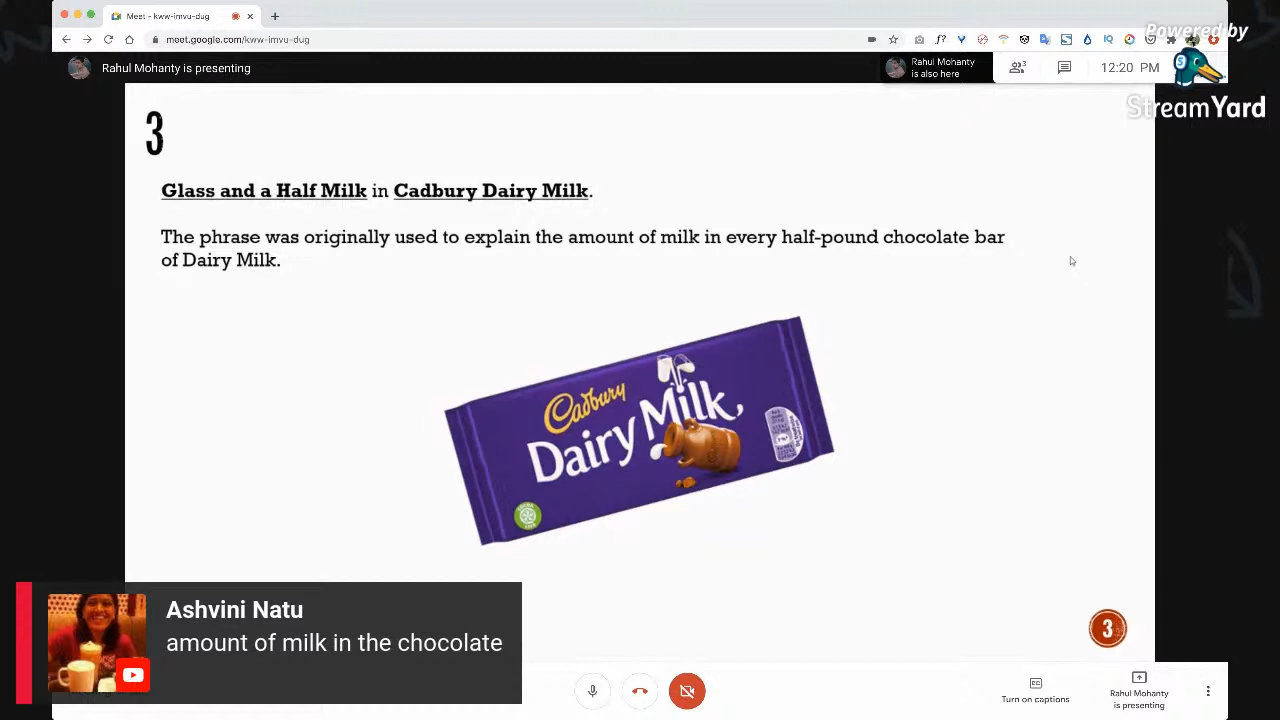 Meet - kww-imvu-dug
meet.google.com/kww-imvu-dug
Powered by
StreamYard
Rahul Mohanty is presenting
Rahul Mohanty
is also here
3
12:20 PM
3
Glass and a Half Milk in Cadbury Dairy Milk.
The phrase was originally used to explain the amount of milk in every half-pound chocolate bar
of Dairy Milk.
Cadbury
Dairy Milk
Ashvini Natu
amount of milk in the chocolate
3
Turn on captions
Rahul Mohanty
is presenting